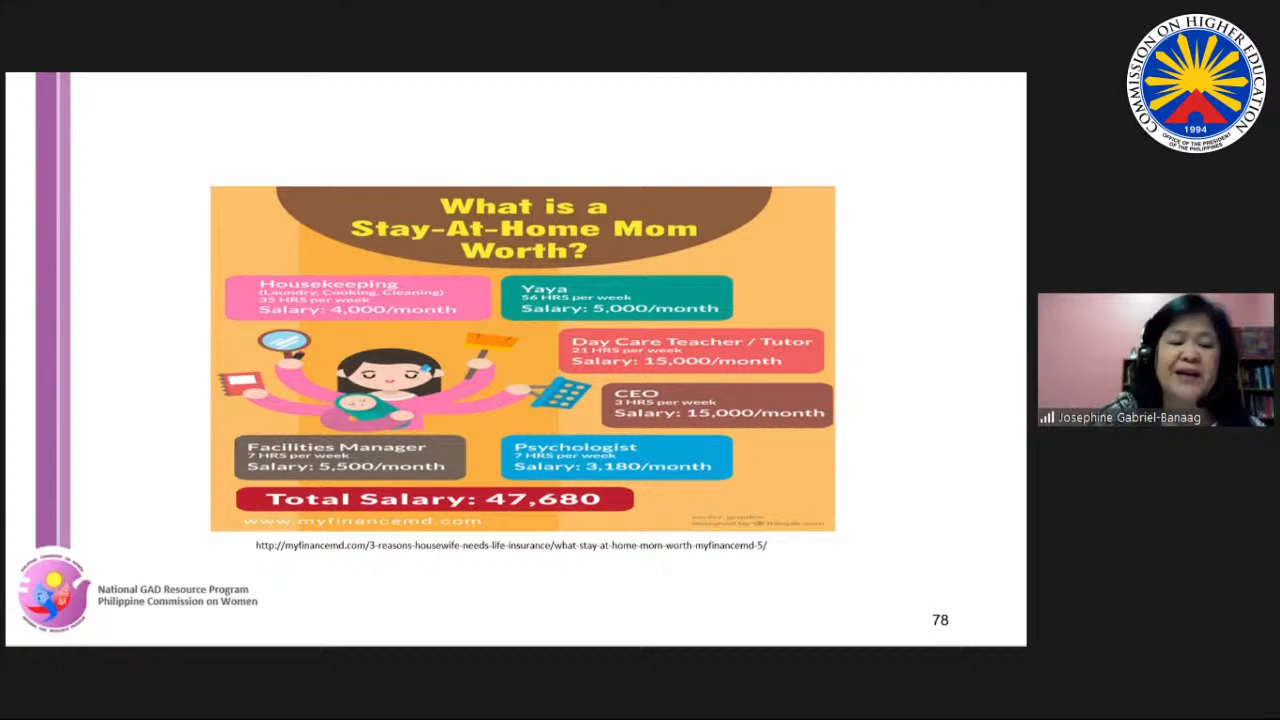 What is a
Stay-At-Home Mom
Worth?
Housekeeping
(Laundry, Cooking, Cleaning)
35 HRS per week
Salary: 4,000/month
Yaya
56 HRS per week
Salary: 5,000/month
Day Care Teacher / Tutor
21 HRS per week
Salary: 15,000/month
CEO
3 HRS per week
Salary: 15,000/month
Facilities Manager
7 HRS per week
Salary: 5,500/month
Psychologist
7 HRS per week
Salary: 3,180/month
Total Salary: 47,680
www.myfinancemd.com
designed by freepik.com
http://myfinancemd.com/3-reasons-housewife-needs-life-insurance/what-stay-at-home-mom-worth-myfinancemd-5/
National GAD Resource Program
Philippine Commission on Women
78
COMMISSION ON HIGHER EDUCATION
1994
OFFICE OF THE PRESIDENT
OF THE PHILIPPINES
Josephine Gabriel-Banaag